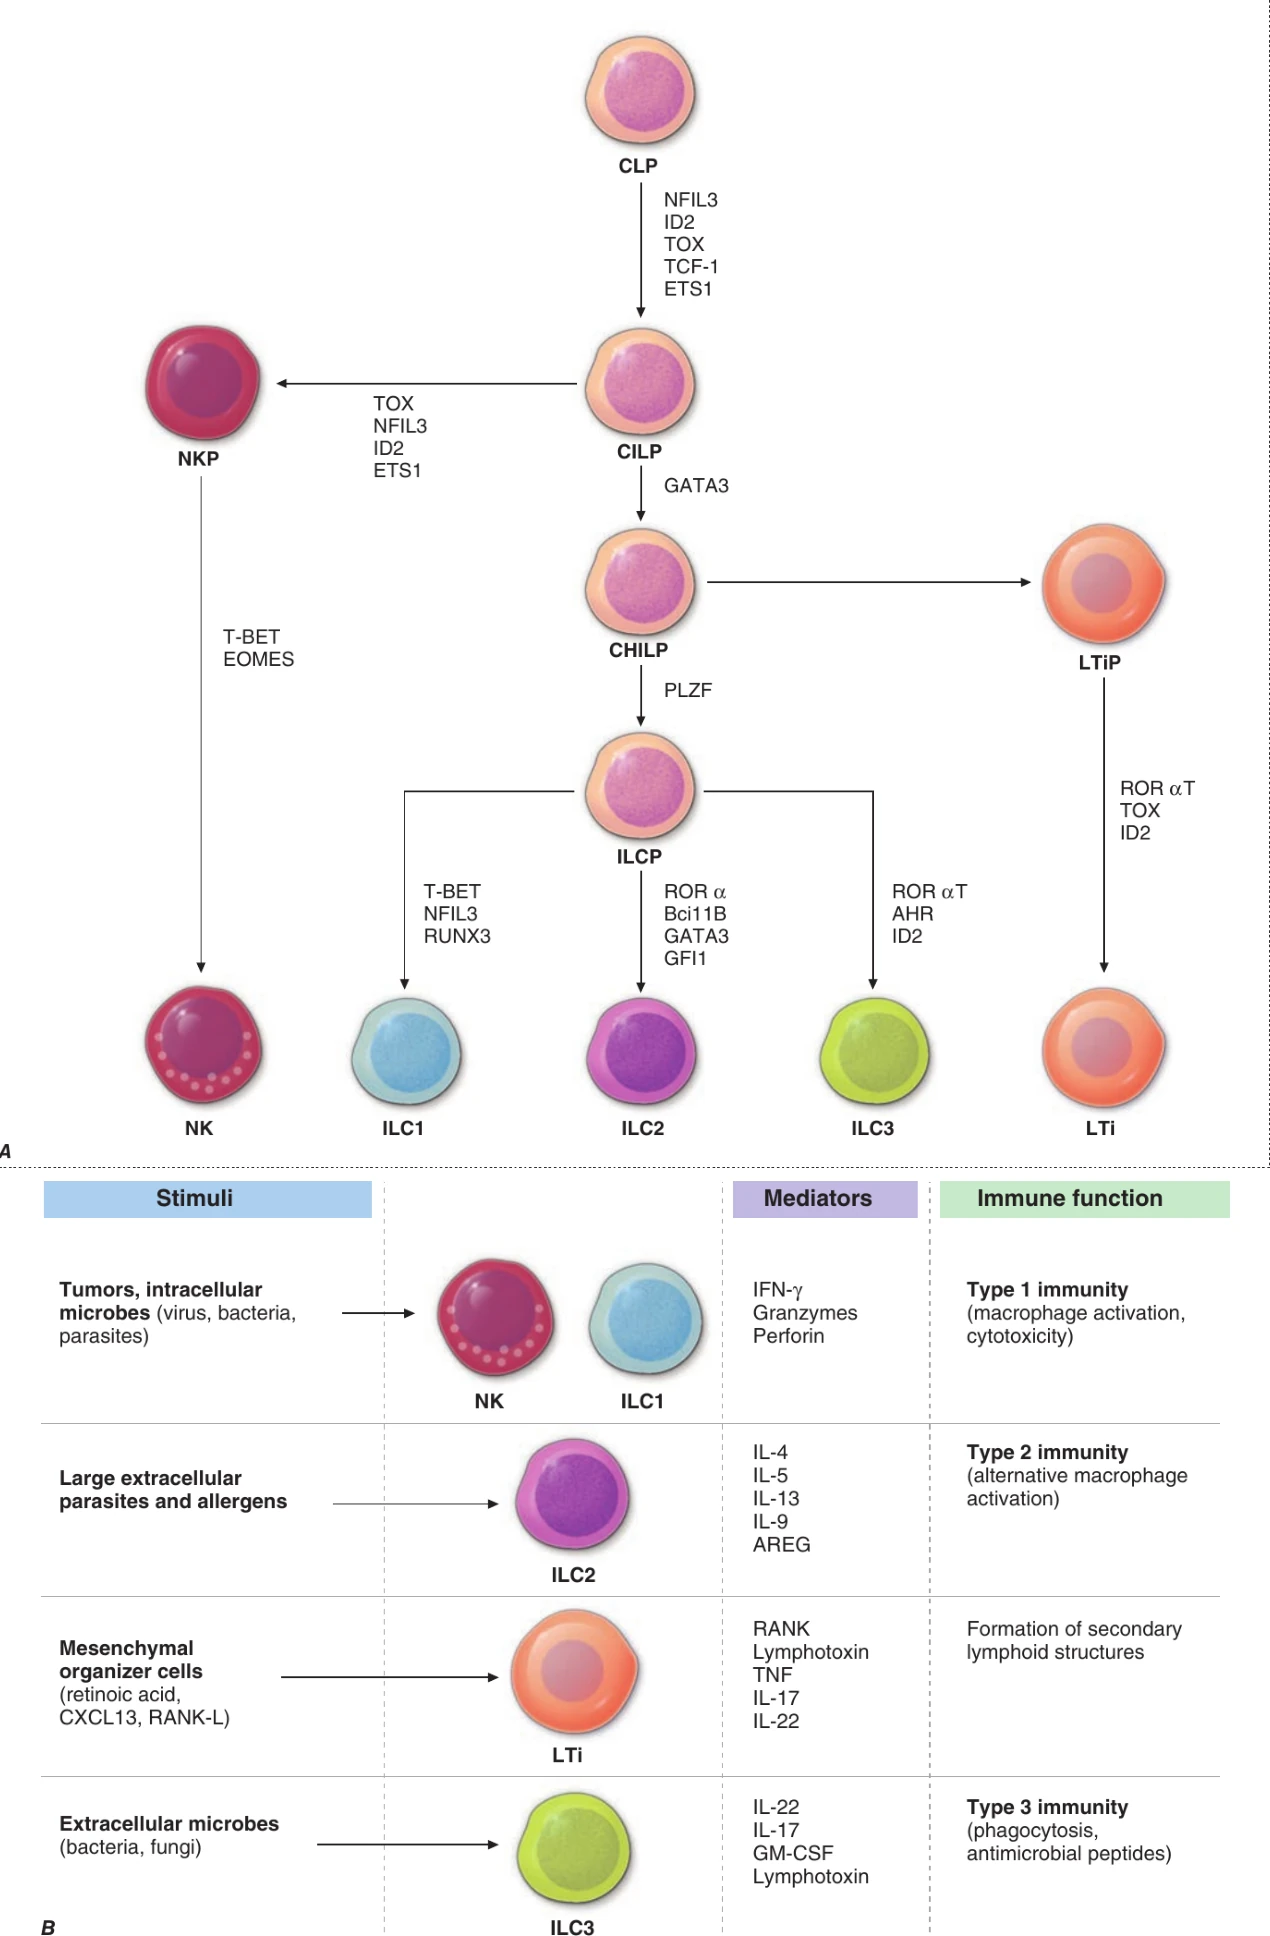 CLP
NFIL3
ID2
TOX
TCF-1
ETS1
NKP
TOX
NFIL3
ID2
ETS1
CILP
GATA3
CHILP
LTiP
T-BET
EOMES
PLZF
ILCP
ROR αT
TOX
ID2
T-BET
NFIL3
RUNX3
ROR α
Bci11B
GATA3
GFI1
ROR αT
AHR
ID2
NK
ILC1
ILC2
ILC3
LTi
A
Stimuli
Mediators
Immune function
Tumors, intracellular
microbes (virus, bacteria,
parasites)
NK
ILC1
IFN-γ
Granzymes
Perforin
Type 1 immunity
(macrophage activation,
cytotoxicity)
Large extracellular
parasites and allergens
ILC2
IL-4
IL-5
IL-13
IL-9
AREG
Type 2 immunity
(alternative macrophage
activation)
Mesenchymal
organizer cells
(retinoic acid,
CXCL13, RANK-L)
LTi
RANK
Lymphotoxin
TNF
IL-17
IL-22
Formation of secondary
lymphoid structures
Extracellular microbes
(bacteria, fungi)
ILC3
IL-22
IL-17
GM-CSF
Lymphotoxin
Type 3 immunity
(phagocytosis,
antimicrobial peptides)
B